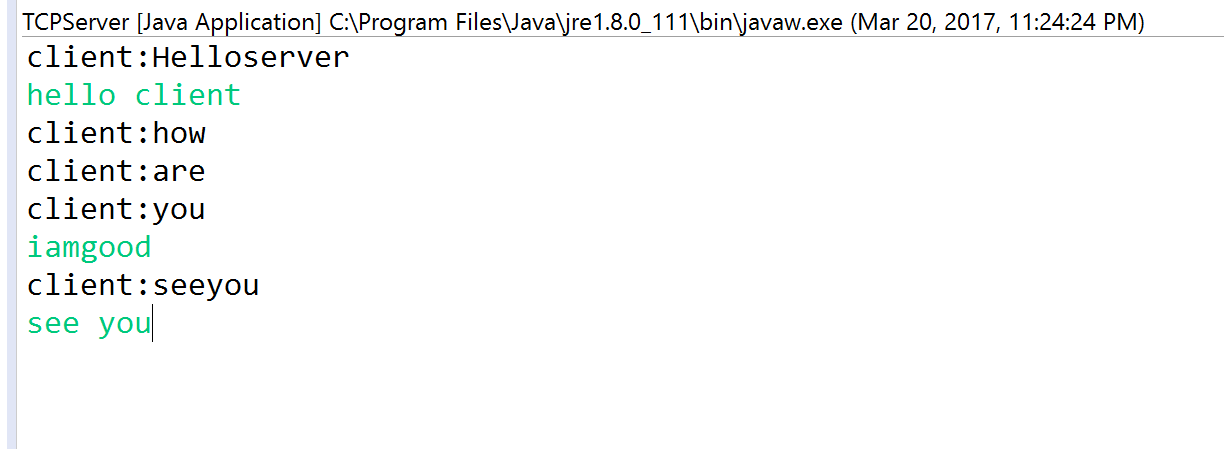 TCPServer [Java Application] C:\Program Files\Java\jre1.8.0_111\bin\javaw.exe (Mar 20, 2017, 11:24:24 PM)
client:Helloserver
hello client
client:how
client:are
client:you
iamgood
client:seeyou
see you